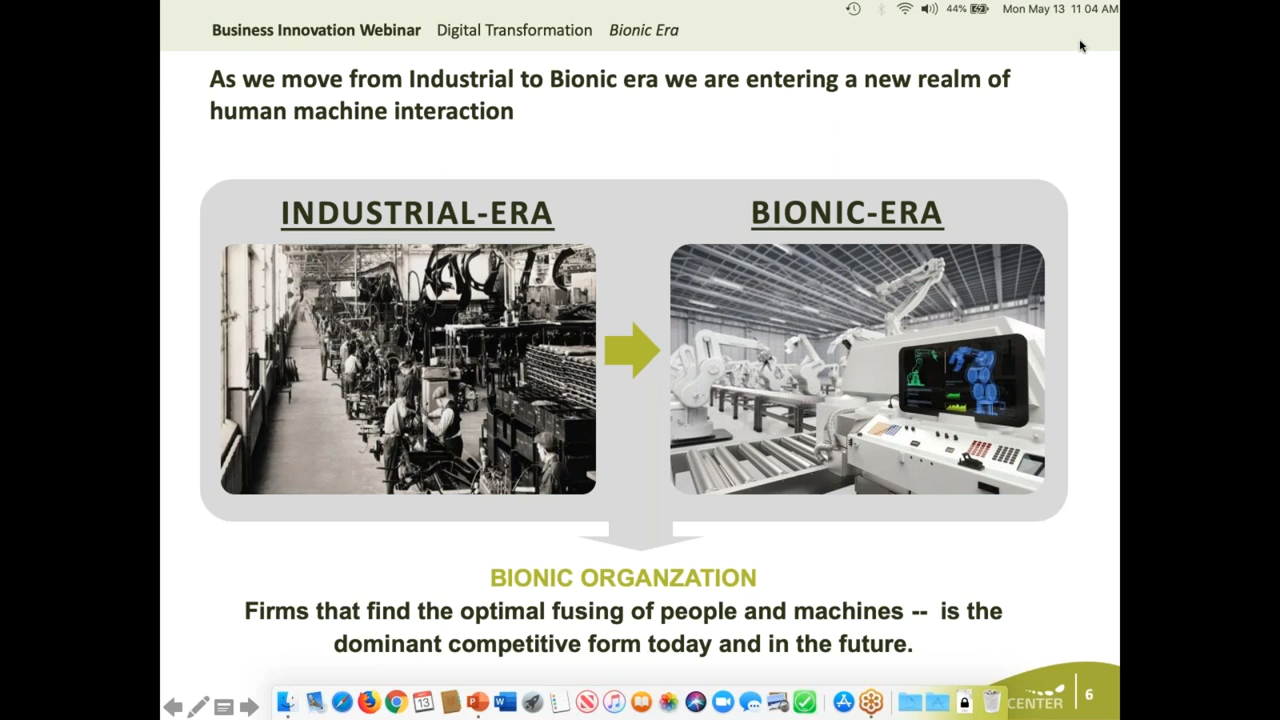 44% Mon May 13 11 04 AM
Business Innovation Webinar Digital Transformation Bionic Era
As we move from Industrial to Bionic era we are entering a new realm of
human machine interaction
INDUSTRIAL-ERA BIONIC-ERA
BIONIC ORGANZATION
Firms that find the optimal fusing of people and machines -- is the
dominant competitive form today and in the future.
13
CENTER 6